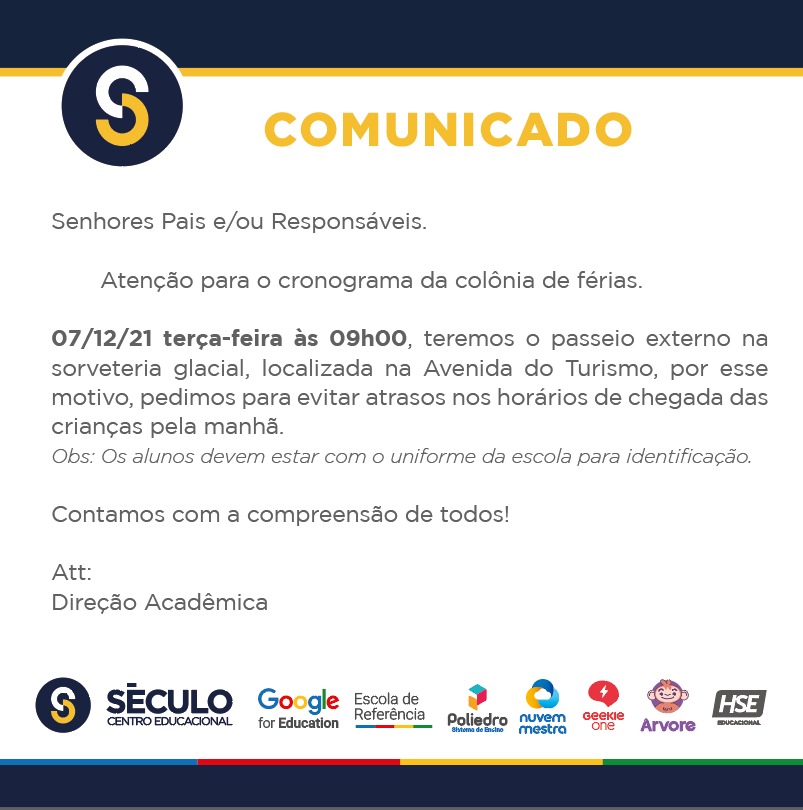 COMUNICADO
Senhores Pais e/ou Responsáveis.
Atenção para o cronograma da colônia de férias.
07/12/21 terça-feira às 09h00, teremos o passeio externo na
sorveteria glacial, localizada na Avenida do Turismo, por esse
motivo, pedimos para evitar atrasos nos horários de chegada das
crianças pela manhã.
Obs: Os alunos devem estar com o uniforme da escola para identificação.
Contamos com a compreensão de todos!
Att:
Direção Acadêmica
SÉCULO
CENTRO EDUCACIONAL
Google
for Education
Escola de
Referência
Poliedro
Sistema de Ensino
nuvem
mestra
GEEKIE
one
Arvore
HSE
EDUCACIONAL